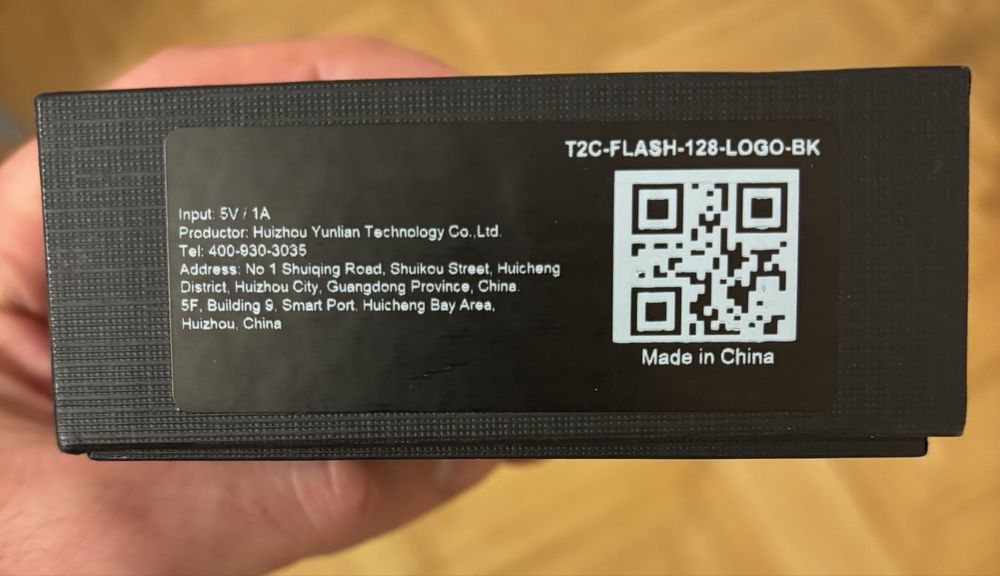 T2C-FLASH-128-LOGO-BK
Input: 5V / 1A
Productor: Huizhou Yunlian Technology Co.,Ltd.
Tel: 400-930-3035
Address: No 1 Shuiqing Road, Shuikou Street, Huicheng
District, Huizhou City, Guangdong Province, China.
5F, Building 9, Smart Port, Huicheng Bay Area,
Huizhou, China
Made in China